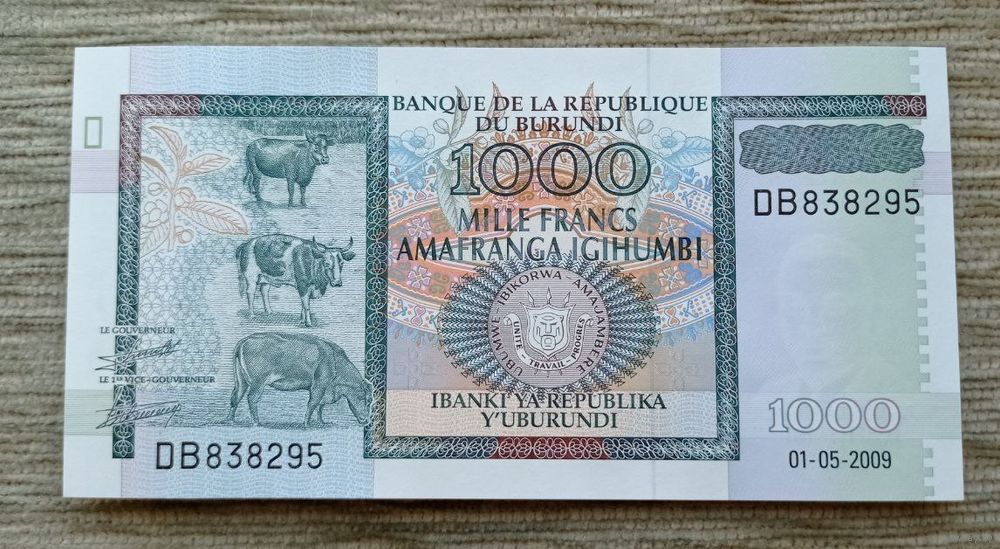 BANQUE DE LA REPUBLIQUE
DU BURUNDI
1000
MILLE FRANCS
AMAFRANGA IGIHUMBI
DB838295
UBUMWE IBIKORWA AMAJAMBERE
UNITE - TRAVAIL - PROGRES
LE GOUVERNEUR
LE 1ER VICE-GOUVERNEUR
IBANKI YA REPUBLIKA
Y'UBURUNDI
DB838295
1000
01-05-2009